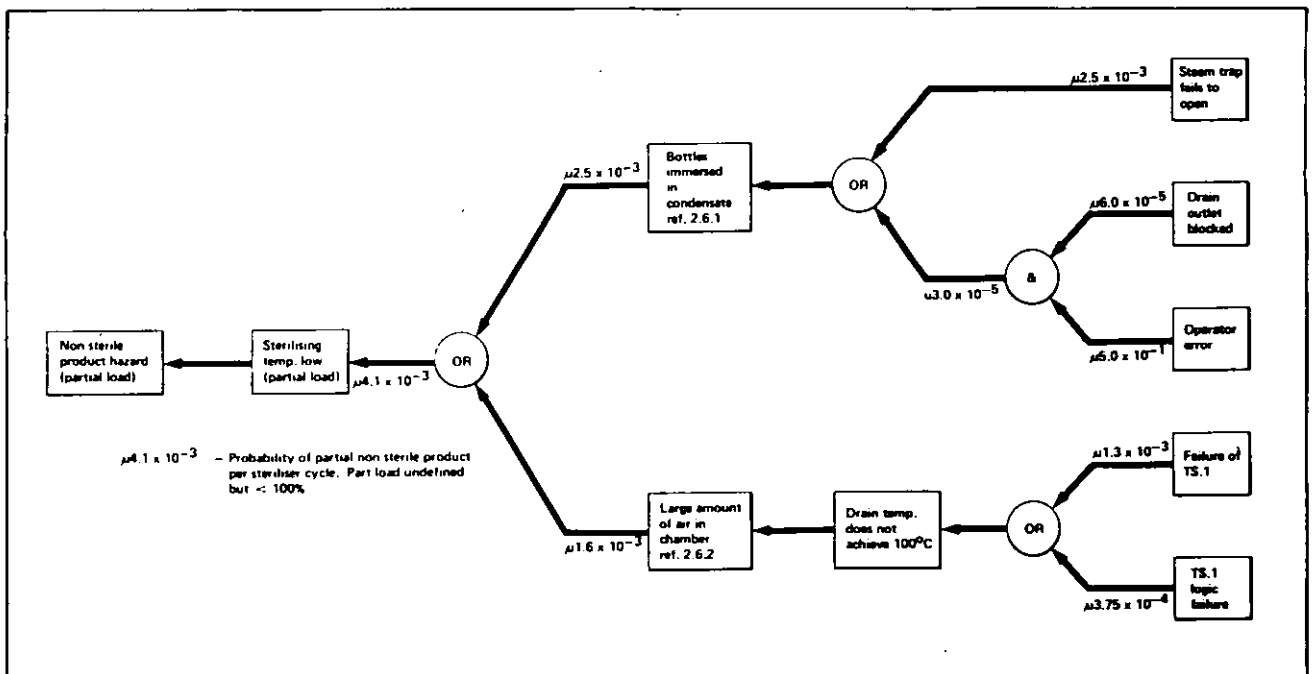 μ2.5 x 10⁻³
Steam trap
fails to
open
Bottles
immersed
in
condensate
ref. 2.6.1
μ2.5 x 10⁻³
OR
μ6.0 x 10⁻⁵
Drain
outlet
blocked
&
u3.0 x 10⁻⁵
Operator
error
μ5.0 x 10⁻¹
Non sterile
product hazard
(partial load)
Sterilising
temp. low
(partial load)
μ4.1 x 10⁻³
OR
μ4.1 x 10⁻³ – Probability of partial non sterile product
per steriliser cycle. Part load undefined
but < 100%
μ1.3 x 10⁻³
Failure of
TS.1
Large amount
of air in
chamber
ref. 2.6.2
μ1.6 x 10⁻³
Drain temp.
does not
achieve 100°C
OR
TS.1
logic
failure
μ3.75 x 10⁻⁴